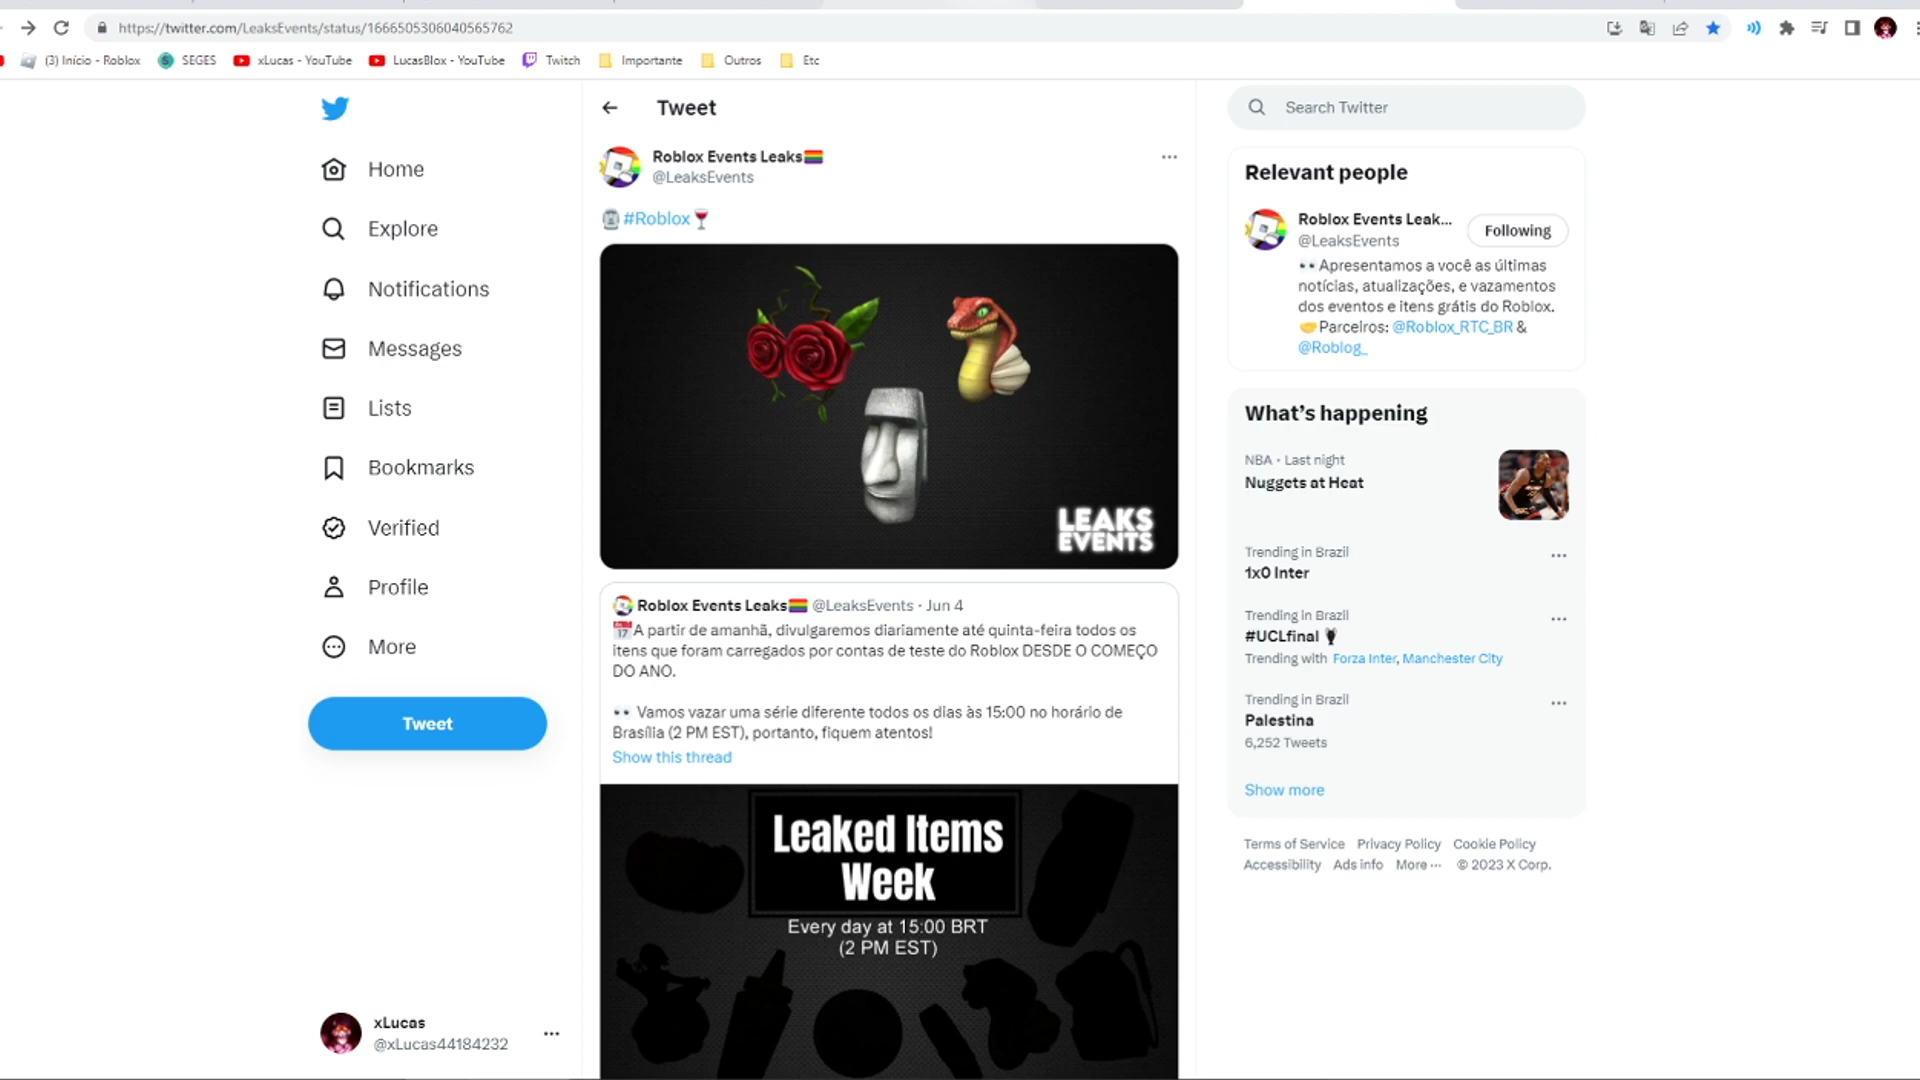 https://twitter.com/LeaksEvents/status/1666505306040565762
(3) Início - Roblox
SEGES
xLucas - YouTube
LucasBlox - YouTube
Twitch
Importante
Outros
Etc
Home
Explore
Notifications
Messages
Lists
Bookmarks
Verified
Profile
More
Tweet
xLucas
@xLucas44184232
Tweet
Roblox Events Leaks🏳️‍🌈
@LeaksEvents
🗿#Roblox🍷
LEAKS
EVENTS
Roblox Events Leaks🏳️‍🌈 @LeaksEvents · Jun 4
📅A partir de amanhã, divulgaremos diariamente até quinta-feira todos os
itens que foram carregados por contas de teste do Roblox DESDE O COMEÇO
DO ANO.
👀 Vamos vazar uma série diferente todos os dias às 15:00 no horário de
Brasília (2 PM EST), portanto, fiquem atentos!
Show this thread
Leaked Items
Week
Every day at 15:00 BRT
(2 PM EST)
Search Twitter
Relevant people
Roblox Events Leak...
@LeaksEvents
Following
👀Apresentamos a você as últimas
notícias, atualizações, e vazamentos
dos eventos e itens grátis do Roblox.
🤝Parceiros: @Roblox_RTC_BR &
@Roblog_
What's happening
NBA · Last night
Nuggets at Heat
Trending in Brazil
1x0 Inter
Trending in Brazil
#UCLfinal
Trending with Forza Inter, Manchester City
Trending in Brazil
Palestina
6,252 Tweets
Show more
Terms of Service Privacy Policy Cookie Policy
Accessibility Ads info More ··· © 2023 X Corp.